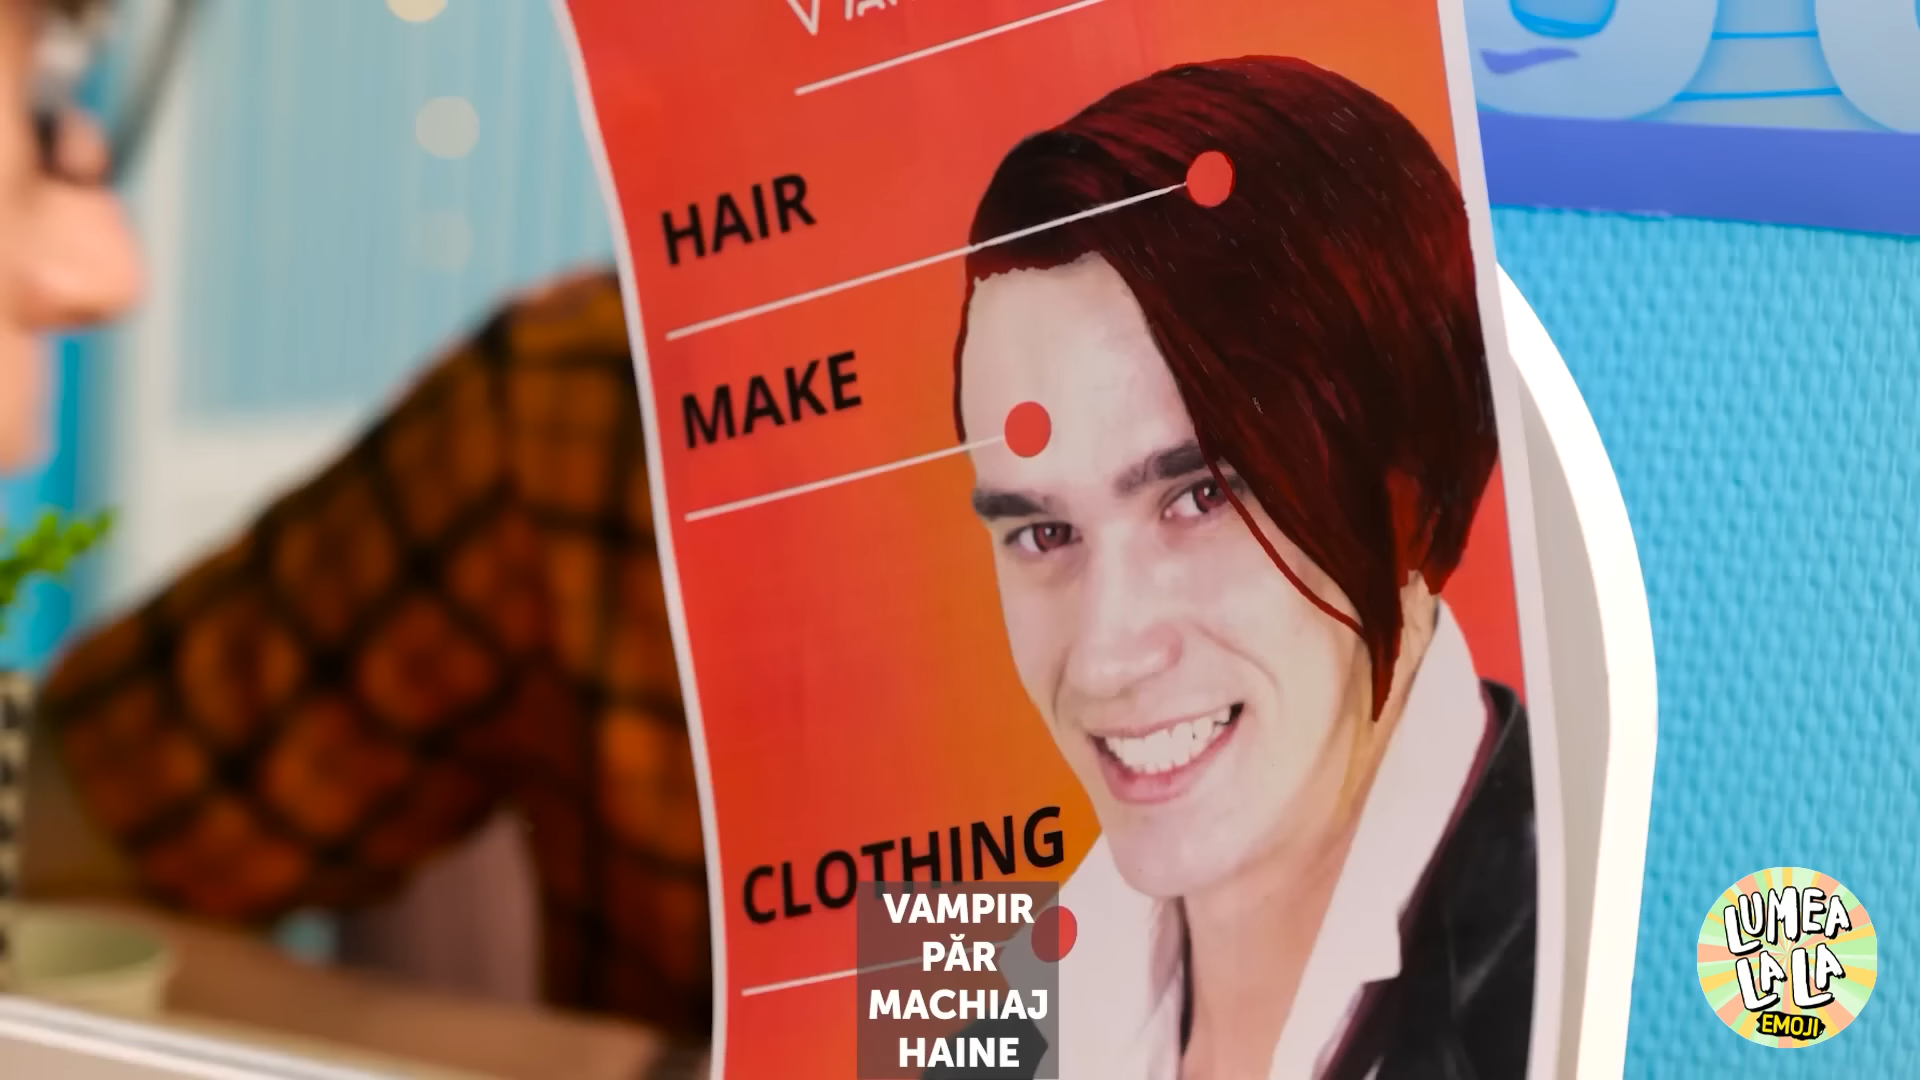 HAIR
MAKE
CLOTHING
VAMPIR
PĂR
MACHIAJ
HAINE
LUMEA
LA LA
EMOJI